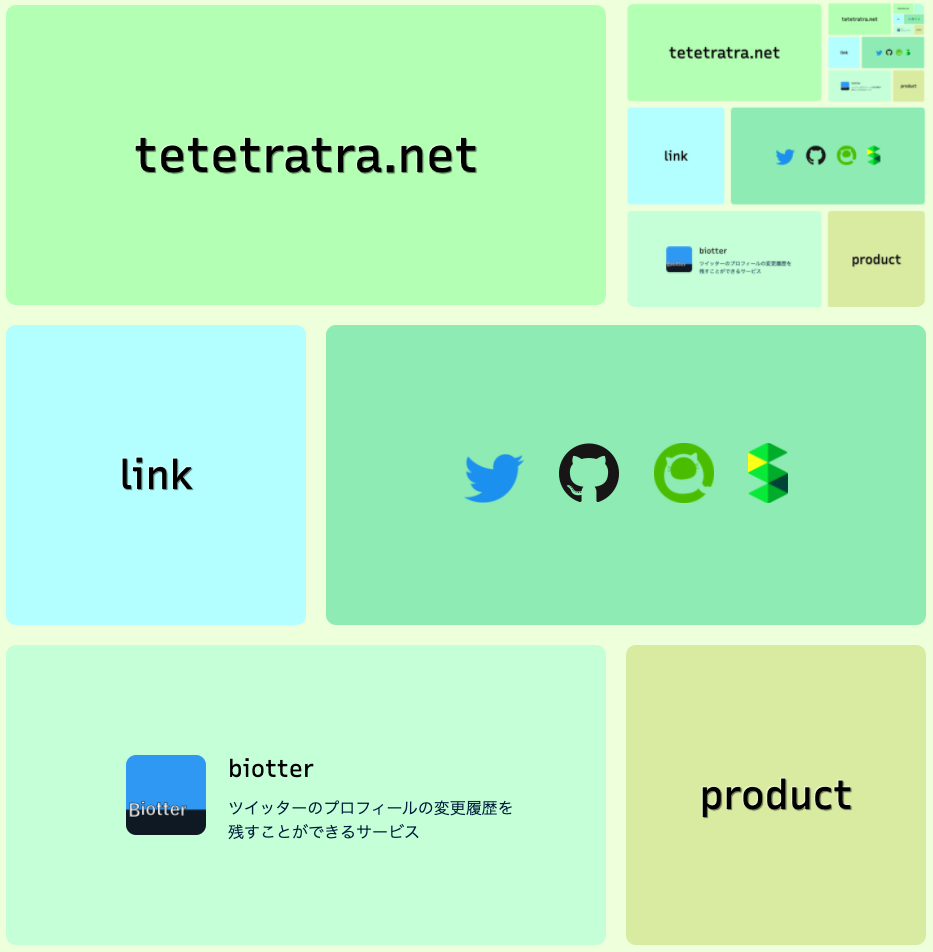 tetetratra.net
tetetratra.net
tetetratra.net
link
product
link
biotter
ツイッターのプロフィールの変更履歴を
残すことができるサービス
product
link
Biotter
biotter
ツイッターのプロフィールの変更履歴を
残すことができるサービス
product